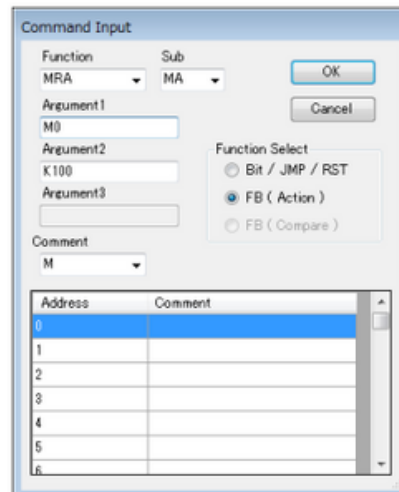 Command Input
Function Sub
MRA MA
OK
Argument1
Cancel
M0
Argument2
Function Select
K100
Bit / JMP / RST
Argument3
FB ( Action )
FB ( Compare )
Comment
M
Address Comment
0
1
2
3
4
5
6